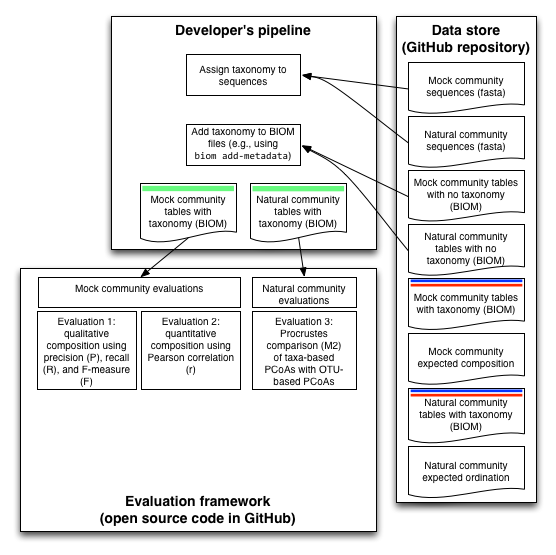 Developer's pipeline
Assign taxonomy to
sequences
Add taxonomy to BIOM
files (e.g., using
biom add-metadata)
Mock community
tables with
taxonomy (BIOM)
Natural community
tables with
taxonomy (BIOM)
Data store
(GitHub repository)
Mock community
sequences (fasta)
Natural community
sequences (fasta)
Mock community tables
with no taxonomy
(BIOM)
Natural community
tables with no
taxonomy (BIOM)
Mock community tables
with taxonomy (BIOM)
Mock community
expected composition
Natural community
tables with taxonomy
(BIOM)
Natural community
expected ordination
Mock community evaluations
Natural community
evaluations
Evaluation 1:
qualitative
composition using
precision (P), recall
(R), and F-measure
(F)
Evaluation 2:
quantitative
composition using
Pearson correlation
(r)
Evaluation 3:
Procrustes
comparison (M2)
of taxa-based
PCoAs with OTU-
based PCoAs
Evaluation framework
(open source code in GitHub)